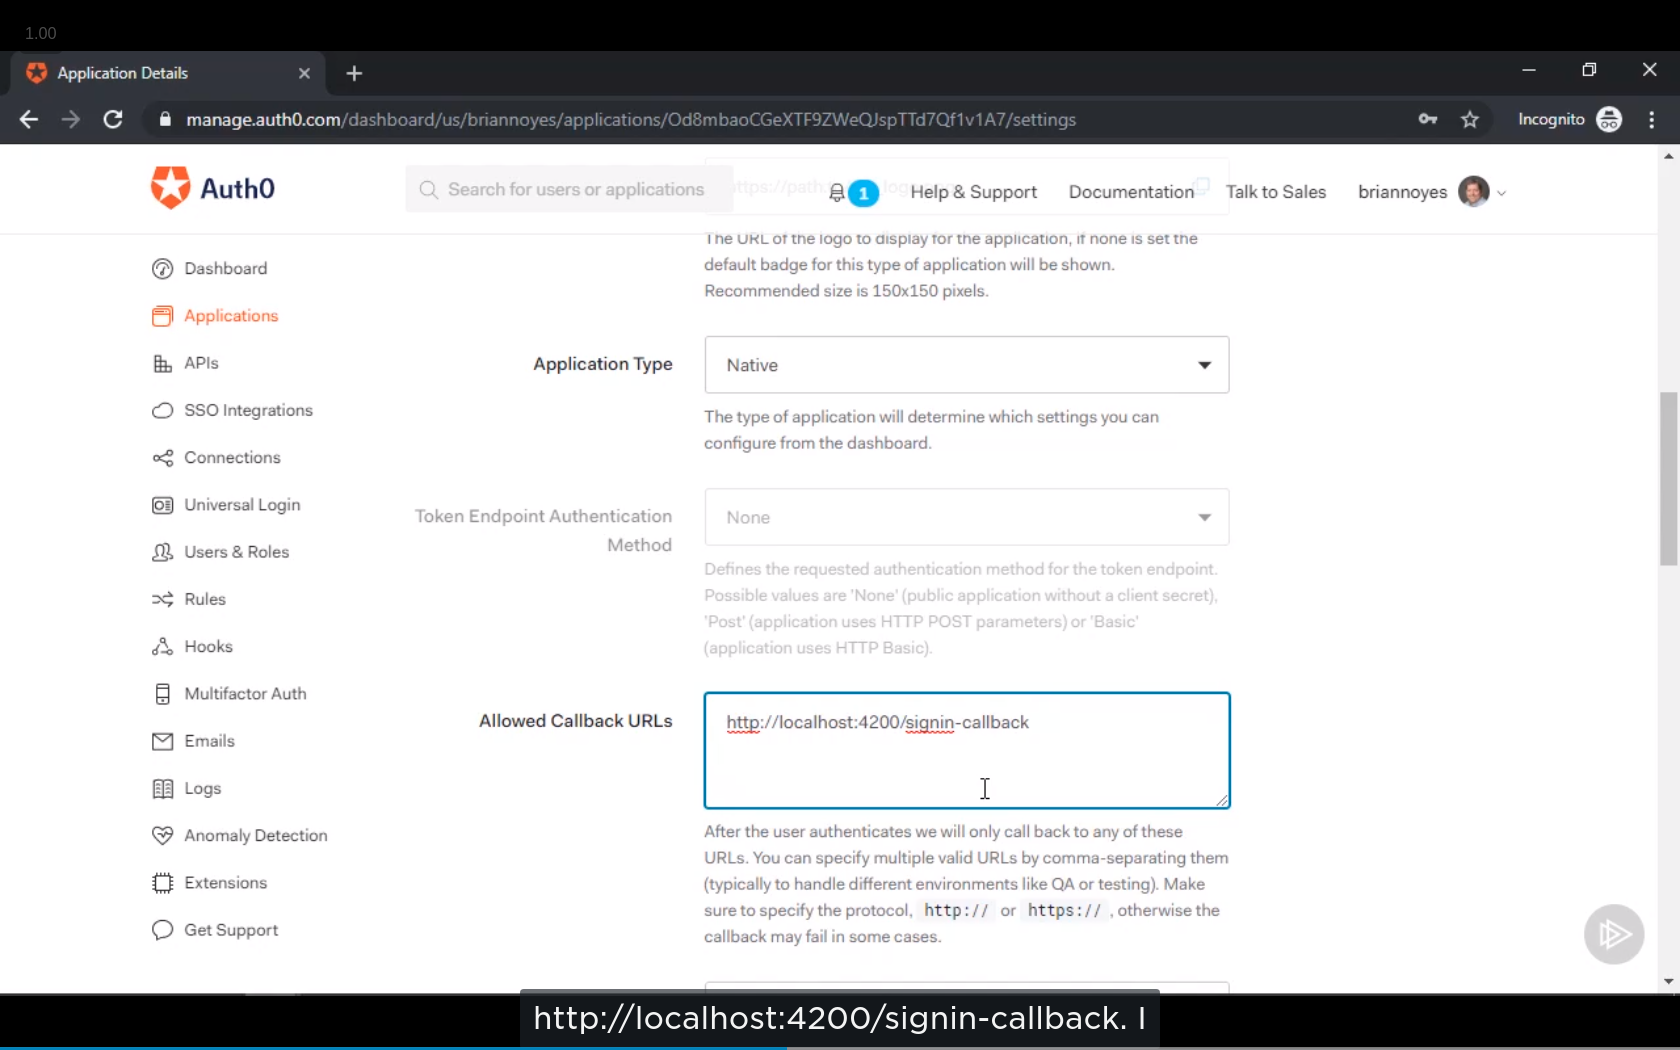 1.00
Application Details
manage.auth0.com/dashboard/us/briannoyes/applications/Od8mbaoCGeXTF9ZWeQJspTTd7Qf1v1A7/settings
Incognito
Auth0
Search for users or applications
1
Help & Support
Documentation
Talk to Sales
briannoyes
Dashboard
Applications
APIs
SSO Integrations
Connections
Universal Login
Users & Roles
Rules
Hooks
Multifactor Auth
Emails
Logs
Anomaly Detection
Extensions
Get Support
The URL of the logo to display for the application, if none is set the
default badge for this type of application will be shown.
Recommended size is 150x150 pixels.
Application Type
Native
The type of application will determine which settings you can
configure from the dashboard.
Token Endpoint Authentication
Method
None
Defines the requested authentication method for the token endpoint.
Possible values are 'None' (public application without a client secret),
'Post' (application uses HTTP POST parameters) or 'Basic'
(application uses HTTP Basic).
Allowed Callback URLs
http://localhost:4200/signin-callback
After the user authenticates we will only call back to any of these
URLs. You can specify multiple valid URLs by comma-separating them
(typically to handle different environments like QA or testing). Make
sure to specify the protocol, http:// or https:// , otherwise the
callback may fail in some cases.
http://localhost:4200/signin-callback. I